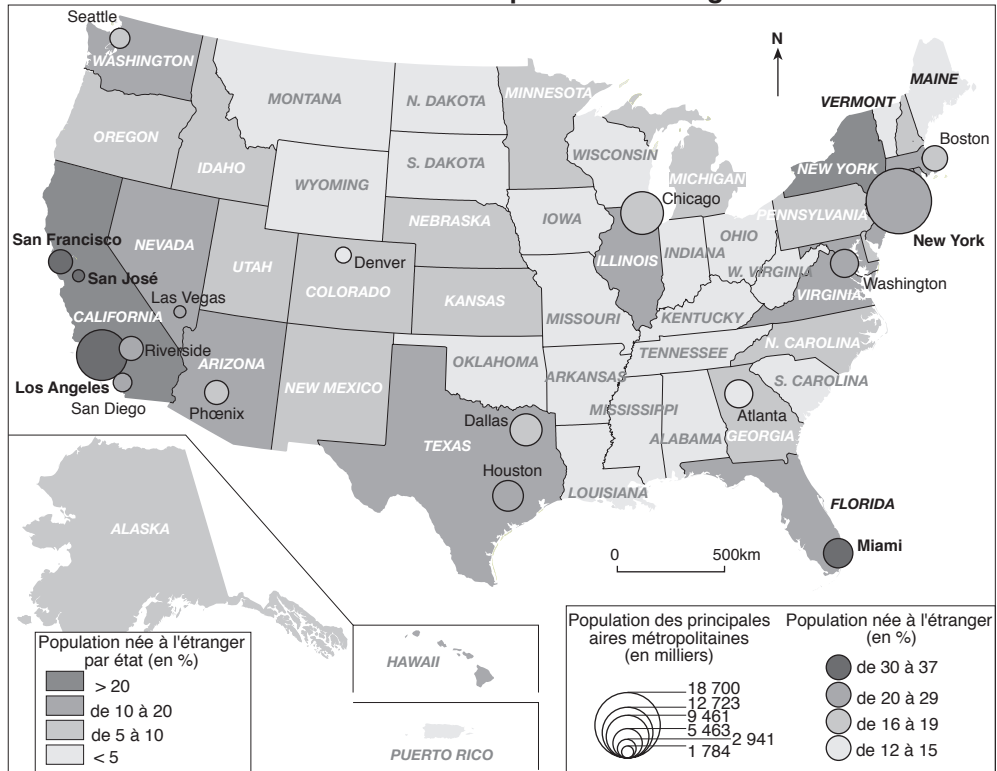 Seattle
WASHINGTON
MONTANA
N. DAKOTA
MINNESOTA
N
MAINE
VERMONT
OREGON
IDAHO
S. DAKOTA
WYOMING
WISCONSIN
MICHIGAN
NEW YORK
Boston
NEBRASKA
IOWA
Chicago
PENNSYLVANIA
New York
San Francisco
NEVADA
UTAH
Denver
COLORADO
ILLINOIS
INDIANA
OHIO
W. VIRGINIA
Washington
San José
Las Vegas
CALIFORNIA
KANSAS
MISSOURI
KENTUCKY
VIRGINIA
Riverside
ARIZONA
NEW MEXICO
OKLAHOMA
ARKANSAS
TENNESSEE
N. CAROLINA
Los Angeles
San Diego
Phœnix
S. CAROLINA
Dallas
TEXAS
MISSISSIPPI
ALABAMA
Atlanta
GEORGIA
Houston
LOUISIANA
FLORIDA
Miami
ALASKA
0 500km
HAWAII
PUERTO RICO
Population née à l'étranger
par état (en %)
> 20
de 10 à 20
de 5 à 10
< 5
Population des principales
aires métropolitaines
(en milliers)
18 700
12 723
9 461
5 463
2 941
1 784
Population née à l'étranger
(en %)
de 30 à 37
de 20 à 29
de 16 à 19
de 12 à 15